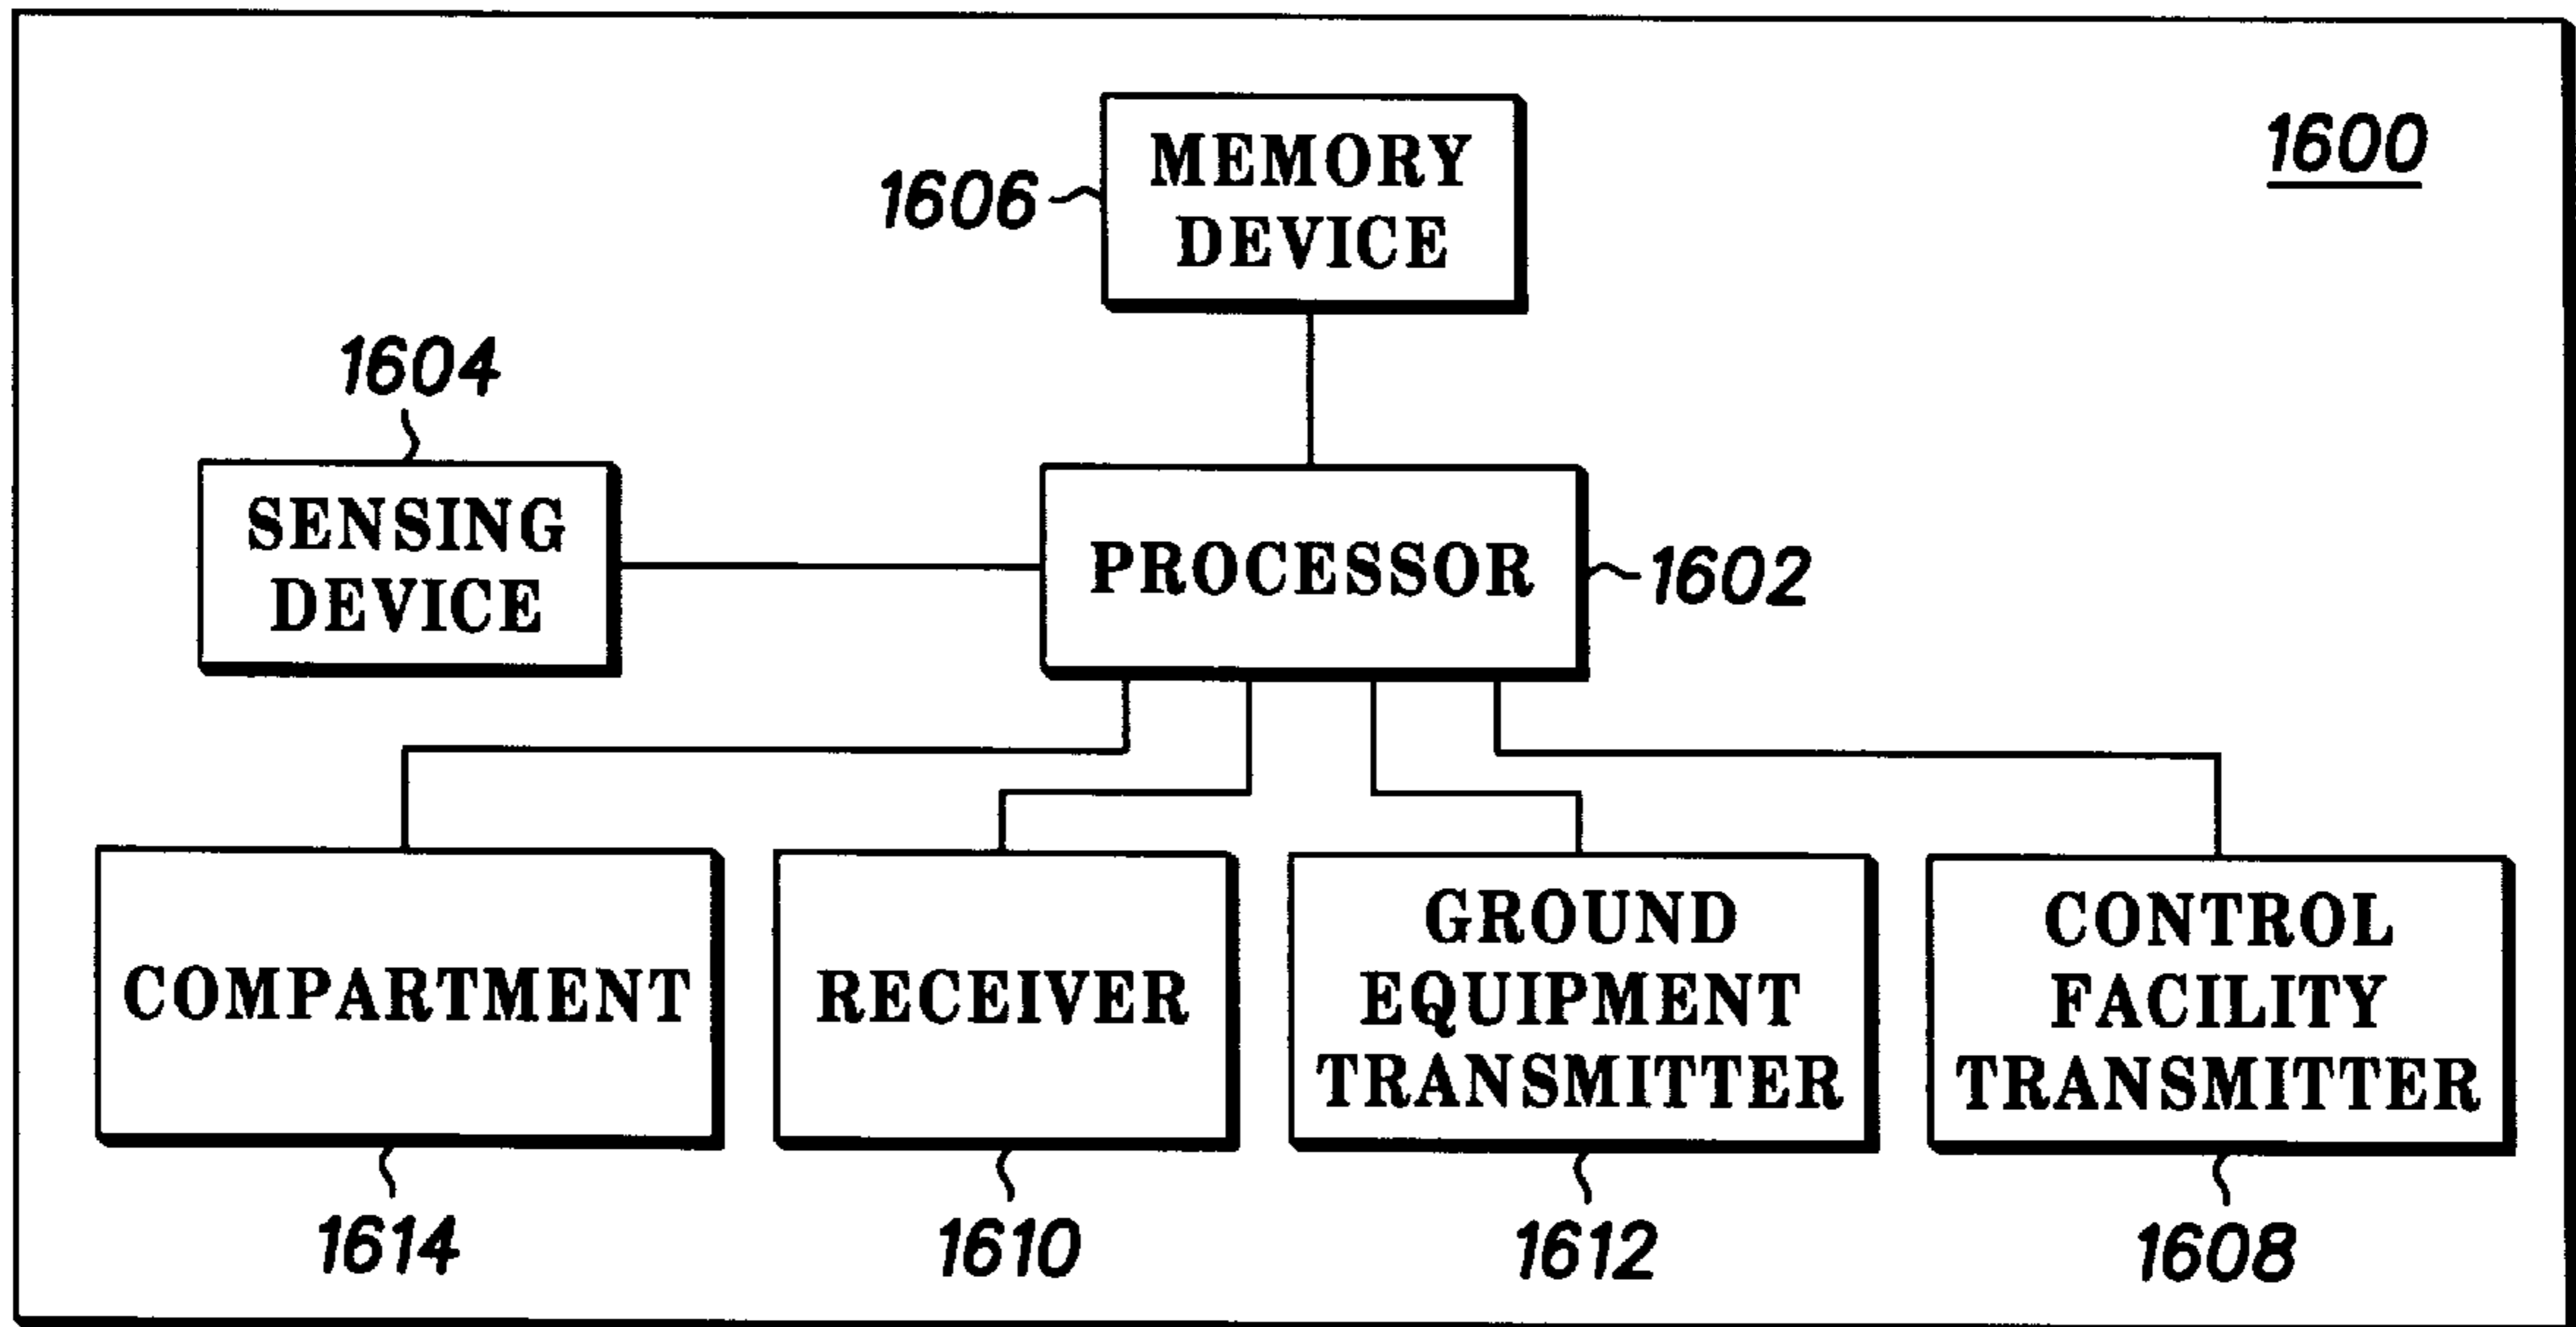 1600
1606
MEMORY
DEVICE
1604
SENSING
DEVICE
PROCESSOR
1602
COMPARTMENT
RECEIVER
GROUND
EQUIPMENT
TRANSMITTER
CONTROL
FACILITY
TRANSMITTER
1614
1610
1612
1608